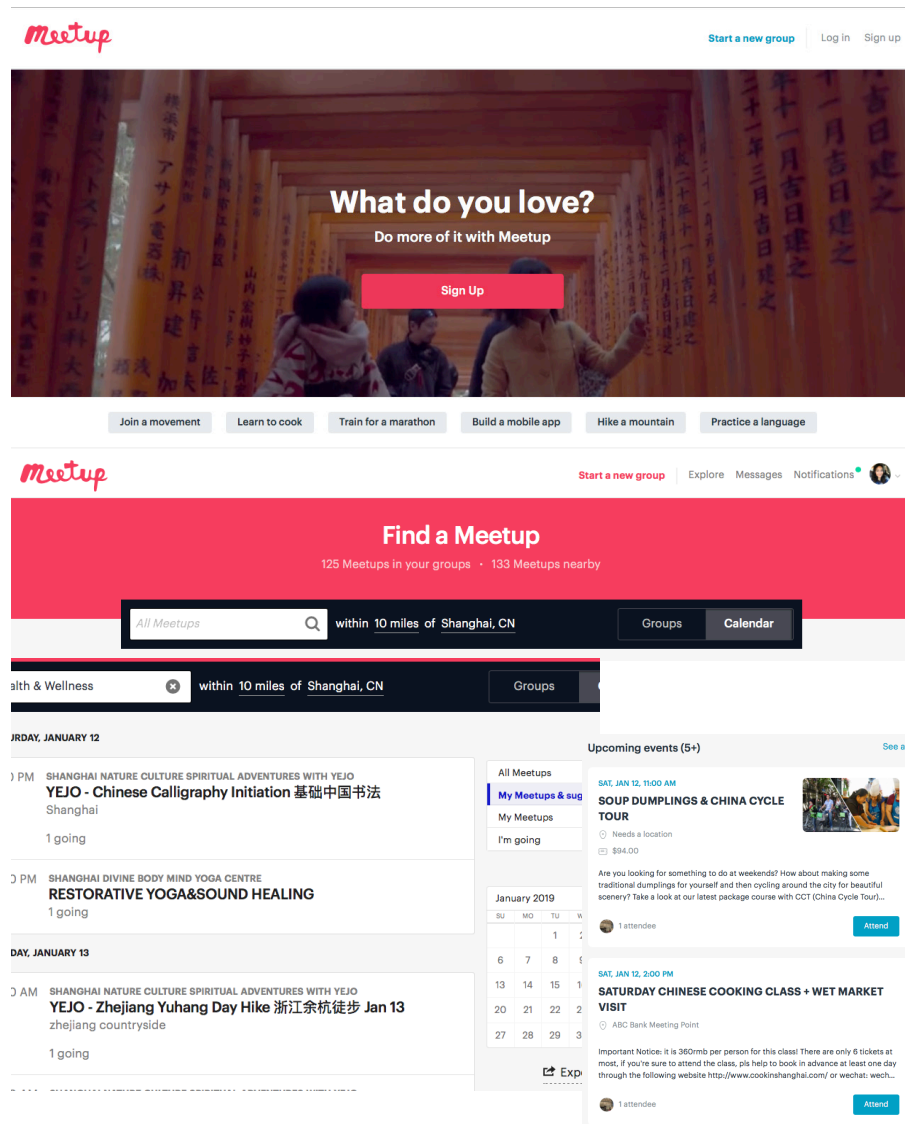 Meetup
Start a new group Log in Sign up
What do you love?
Do more of it with Meetup
Sign Up
Join a movement Learn to cook Train for a marathon Build a mobile app Hike a mountain Practice a language
Meetup
Start a new group Explore Messages Notifications
Find a Meetup
125 Meetups in your groups • 133 Meetups nearby
All Meetups within 10 miles of Shanghai, CN Groups Calendar
alth & Wellness within 10 miles of Shanghai, CN Groups
URDAY, JANUARY 12
0 PM SHANGHAI NATURE CULTURE SPIRITUAL ADVENTURES WITH YEJO
YEJO - Chinese Calligraphy Initiation 基础中国书法
Shanghai
1 going
0 PM SHANGHAI DIVINE BODY MIND YOGA CENTRE
RESTORATIVE YOGA&SOUND HEALING
1 going
DAY, JANUARY 13
0 AM SHANGHAI NATURE CULTURE SPIRITUAL ADVENTURES WITH YEJO
YEJO - Zhejiang Yuhang Day Hike 浙江余杭徒步 Jan 13
zhejiang countryside
1 going
All Meetups
My Meetups & sug
My Meetups
I'm going
January 2019
SU MO TU
1
6 7 8
13 14 15
20 21 22
27 28 29
Expo
Upcoming events (5+) See a
SAT, JAN 12, 11:00 AM
SOUP DUMPLINGS & CHINA CYCLE
TOUR
Needs a location
$94.00
Are you looking for something to do at weekends? How about making some
traditional dumplings for yourself and then cycling around the city for beautiful
scenery? Take a look at our latest package course with CCT (China Cycle Tour)...
1 attendee Attend
SAT, JAN 12, 2:00 PM
SATURDAY CHINESE COOKING CLASS + WET MARKET
VISIT
ABC Bank Meeting Point
Important Notice: it is 360rmb per person for this class! There are only 6 tickets at
most, if you're sure to attend the class, pls help to book in advance at least one day
through the following website http://www.cookinshanghai.com/ or wechat: wech...
1 attendee Attend